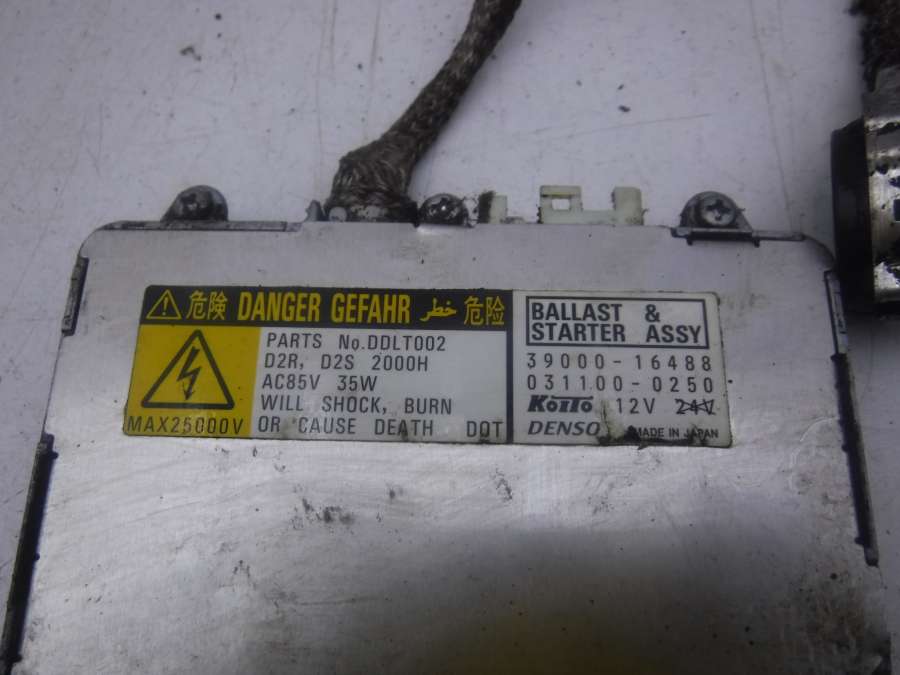 危険 DANGER GEFAHR خطر 危险
PARTS No.DDLT002
D2R, D2S 2000H
AC85V 35W
WILL SHOCK, BURN
OR CAUSE DEATH DOT
MAX25000V
BALLAST &
STARTER ASSY
39000-16488
031100-0250
KOITO 12V 24V
DENSO MADE IN JAPAN